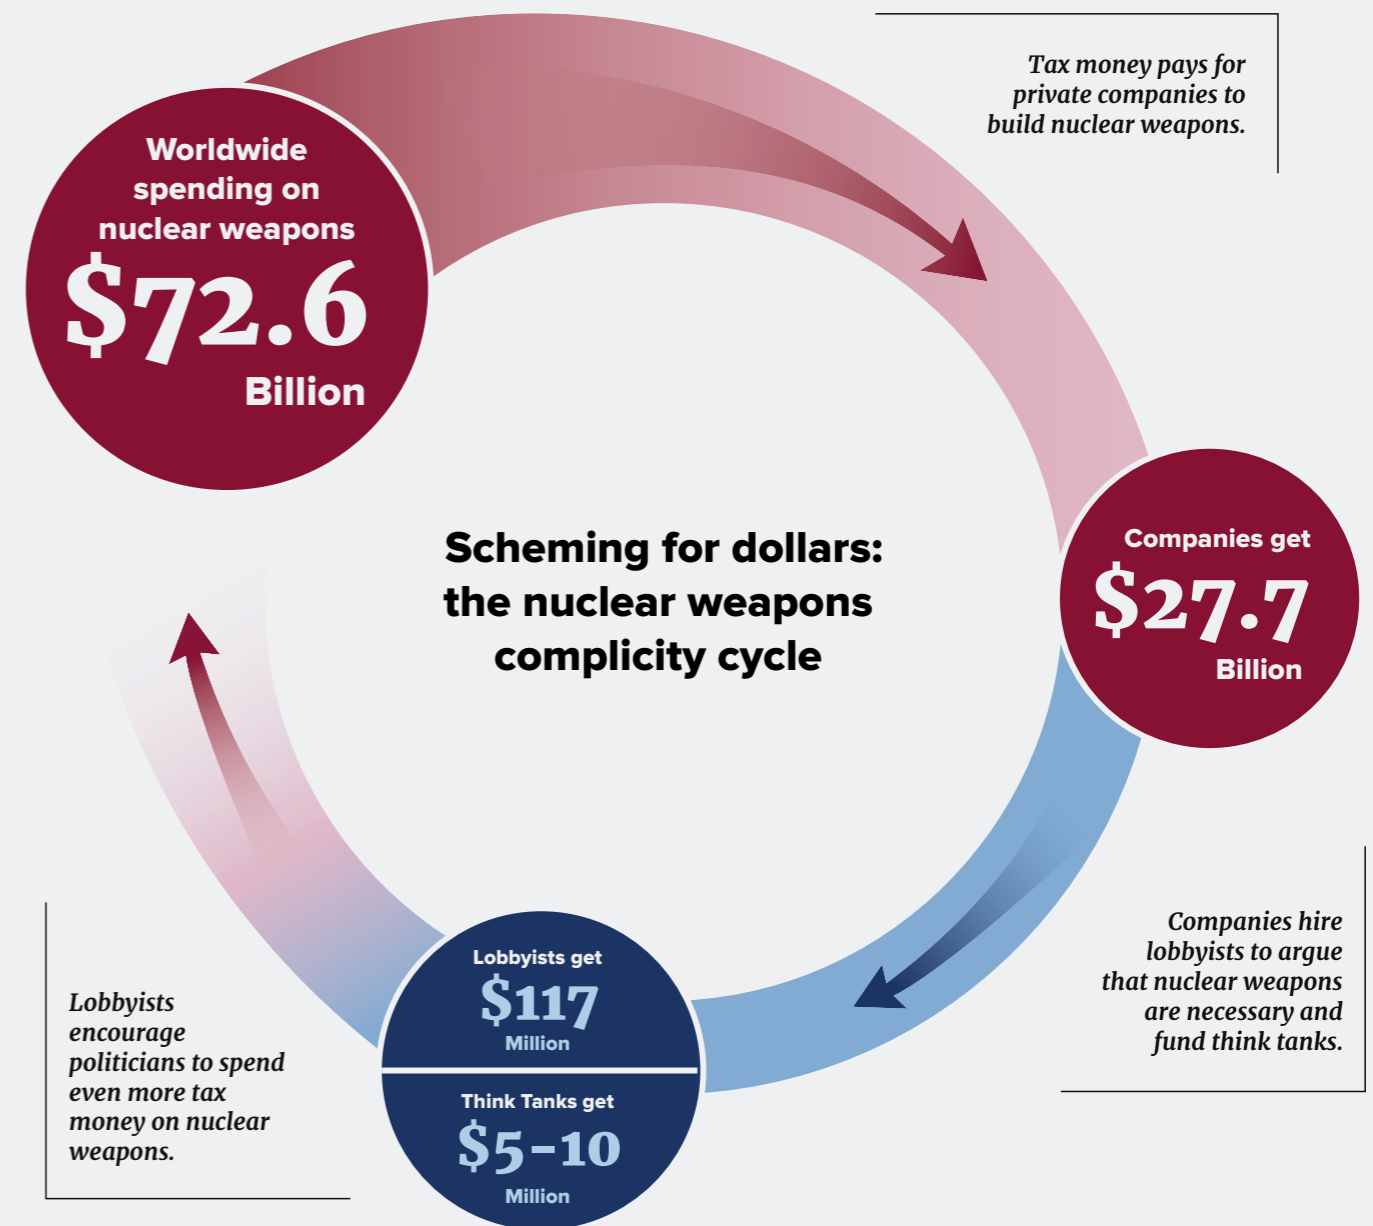 Tax money pays for
private companies to
build nuclear weapons.
Worldwide
spending on
nuclear weapons
$72.6
Billion
Scheming for dollars:
the nuclear weapons
complicity cycle
Companies get
$27.7
Billion
Companies hire
lobbyists to argue
that nuclear weapons
are necessary and
fund think tanks.
Lobbyists get
$117
Million
Think Tanks get
$5-10
Million
Lobbyists
encourage
politicians to spend
even more tax
money on nuclear
weapons.